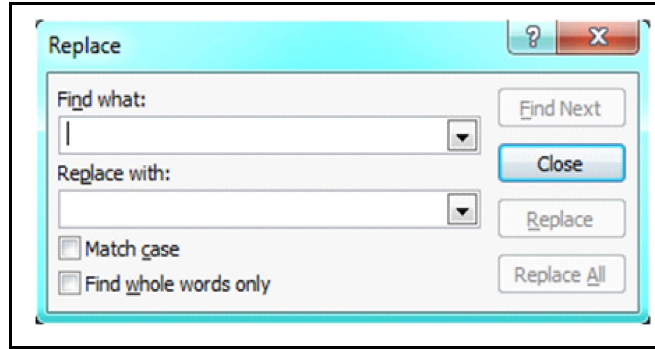 Replace
Find what:
Find Next
Close
Replace with:
Replace
Match case
Find whole words only
Replace All